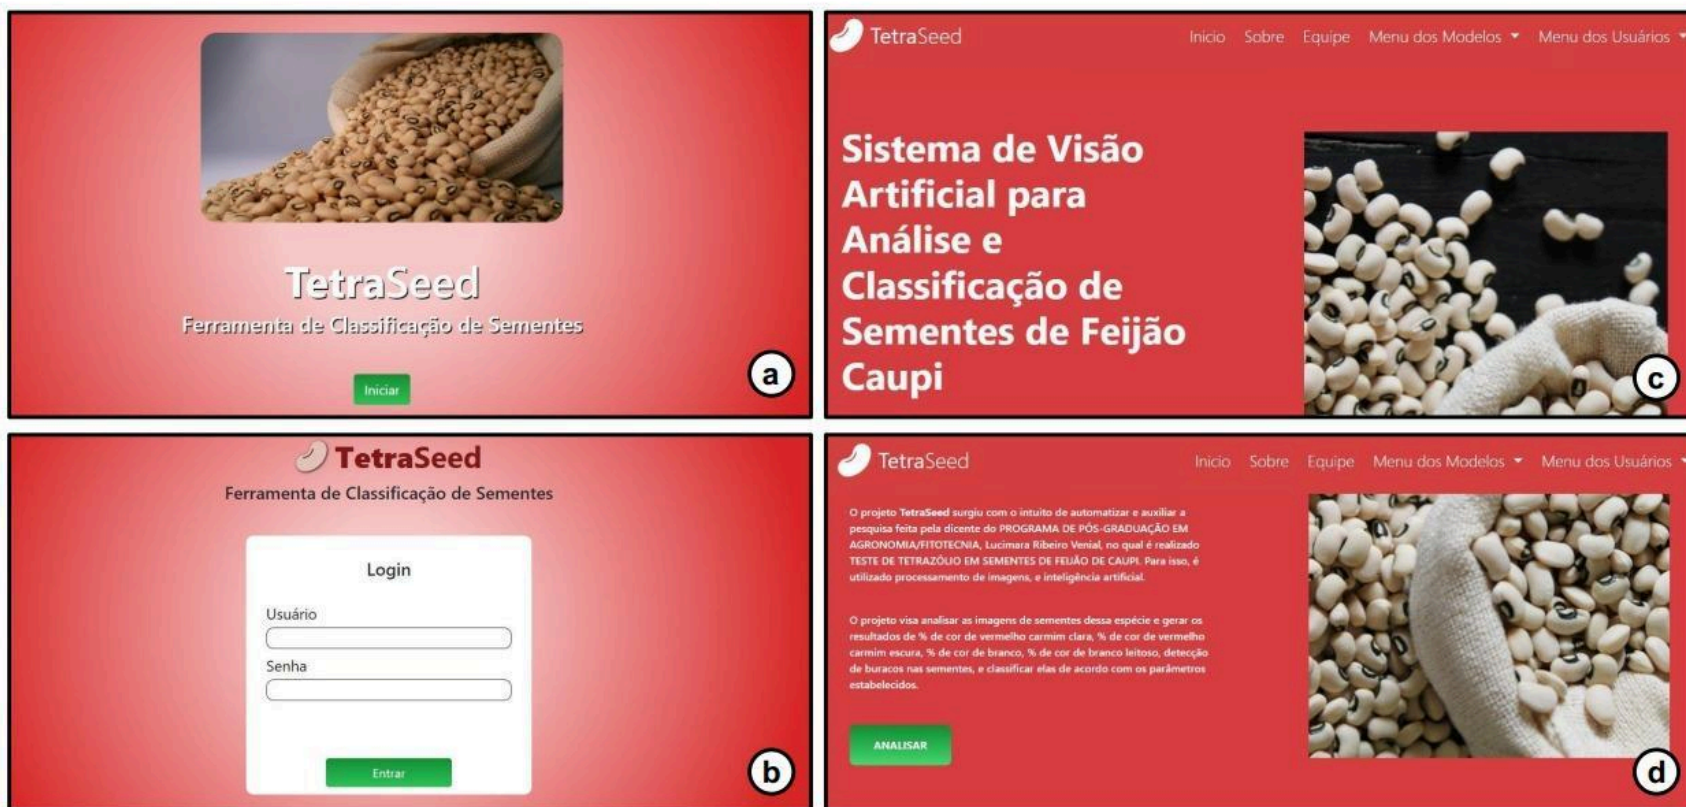 TetraSeed
Ferramenta de Classificação de Sementes
Iniciar
a
TetraSeed
Ferramenta de Classificação de Sementes
Login
Usuário
Senha
Entrar
b
TetraSeed
Inicio Sobre Equipe Menu dos Modelos Menu dos Usuários
Sistema de Visão
Artificial para
Análise e
Classificação de
Sementes de Feijão
Caupi
c
TetraSeed
Inicio Sobre Equipe Menu dos Modelos Menu dos Usuários
O projeto TetraSeed surgiu com o intuito de automatizar e auxiliar a
pesquisa feita pela dicente do PROGRAMA DE PÓS-GRADUAÇÃO EM
AGRONOMIA/FITOTECNIA, Lucimara Ribeiro Venial, no qual é realizado
TESTE DE TETRAZÓLIO EM SEMENTES DE FEIJÃO DE CAUPI. Para isso, é
utilizado processamento de imagens, e inteligência artificial.
O projeto visa analisar as imagens de sementes dessa espécie e gerar os
resultados de % de cor de vermelho carmim clara, % de cor de vermelho
carmim escura, % de cor de branco, % de cor de branco leitoso, detecção
de buracos nas sementes, e classificar elas de acordo com os parâmetros
estabelecidos.
ANALISAR
d